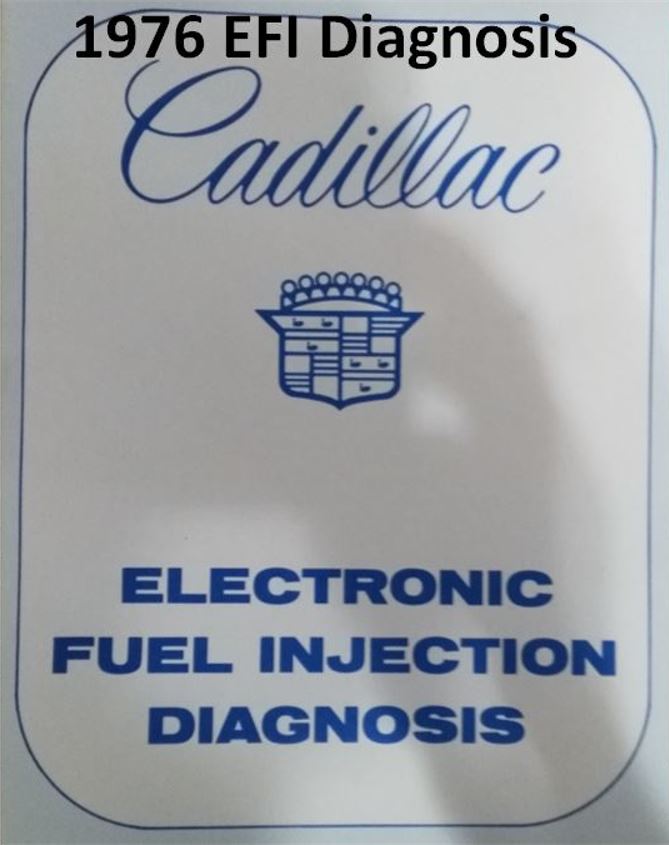 1976 EFI Diagnosis
Cadillac
ELECTRONIC
FUEL INJECTION
DIAGNOSIS